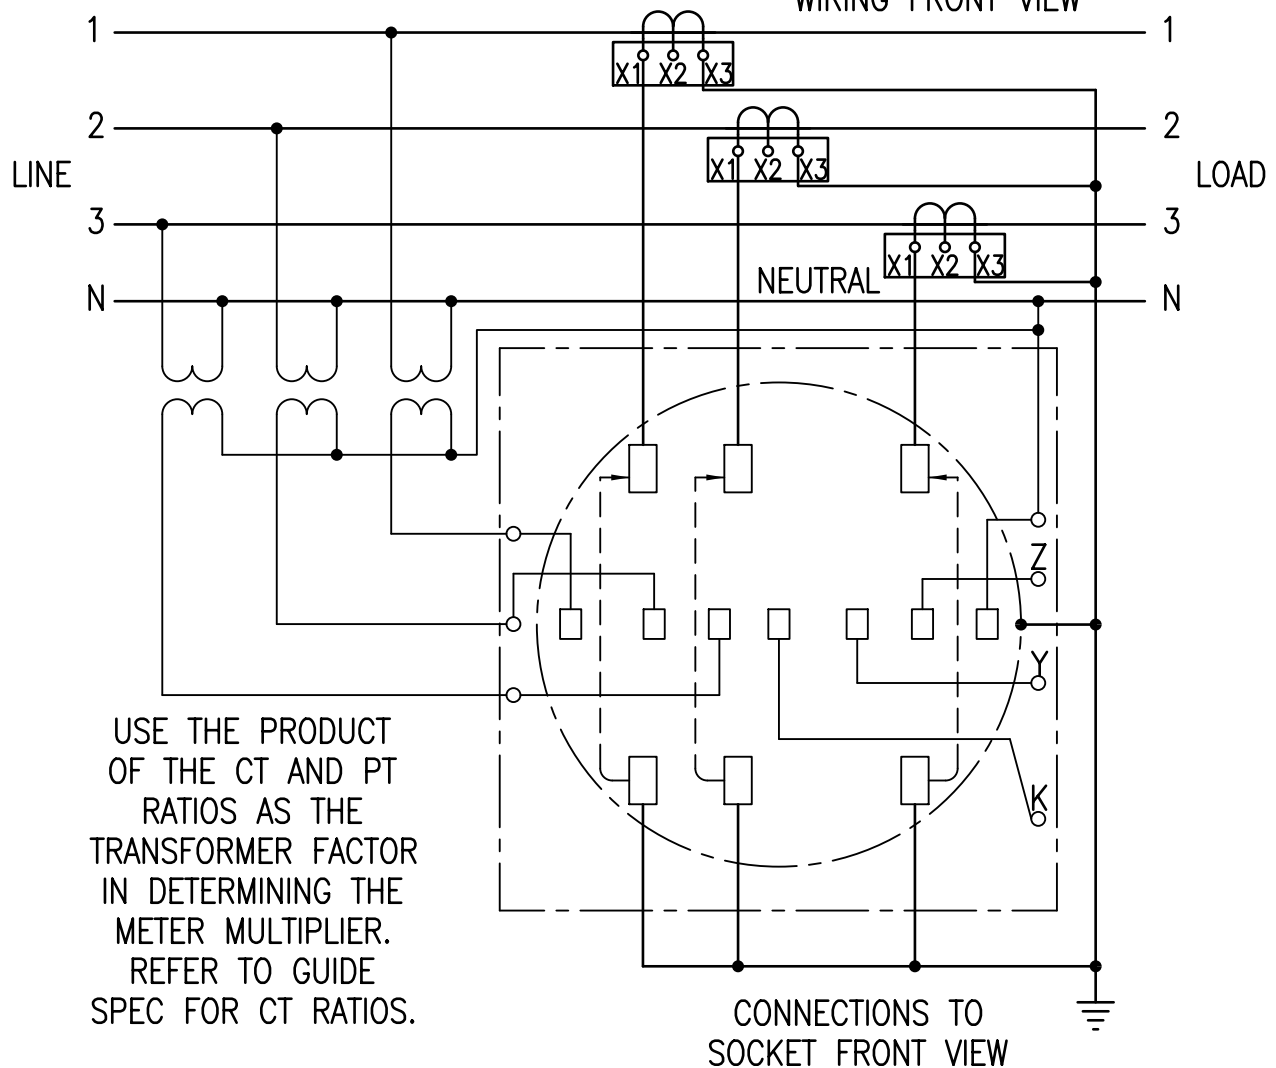 WIRING FRONT VIEW
1 1
X1 X2 X3
2 2
X1 X2 X3
LINE LOAD
3 3
X1 X2 X3
NEUTRAL
N N
Z
Y
K
USE THE PRODUCT
OF THE CT AND PT
RATIOS AS THE
TRANSFORMER FACTOR
IN DETERMINING THE
METER MULTIPLIER.
REFER TO GUIDE
SPEC FOR CT RATIOS.
CONNECTIONS TO
SOCKET FRONT VIEW